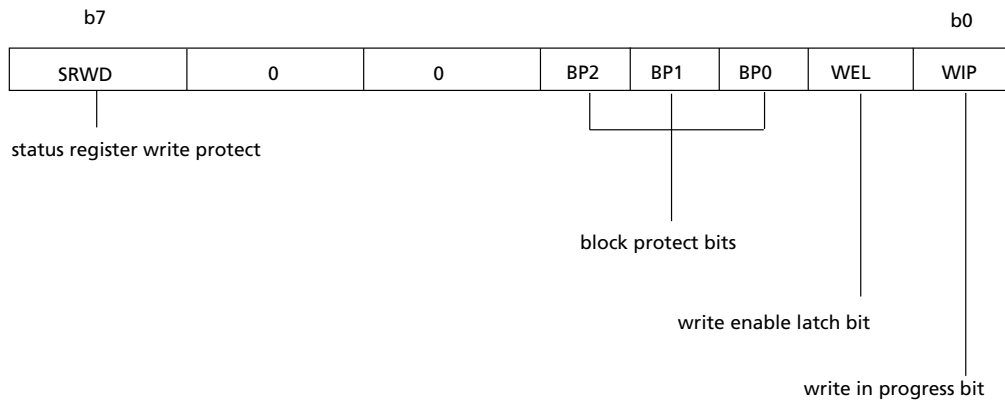 b7 b0
SRWD 0 0 BP2 BP1 BP0 WEL WIP
status register write protect
block protect bits
write enable latch bit
write in progress bit